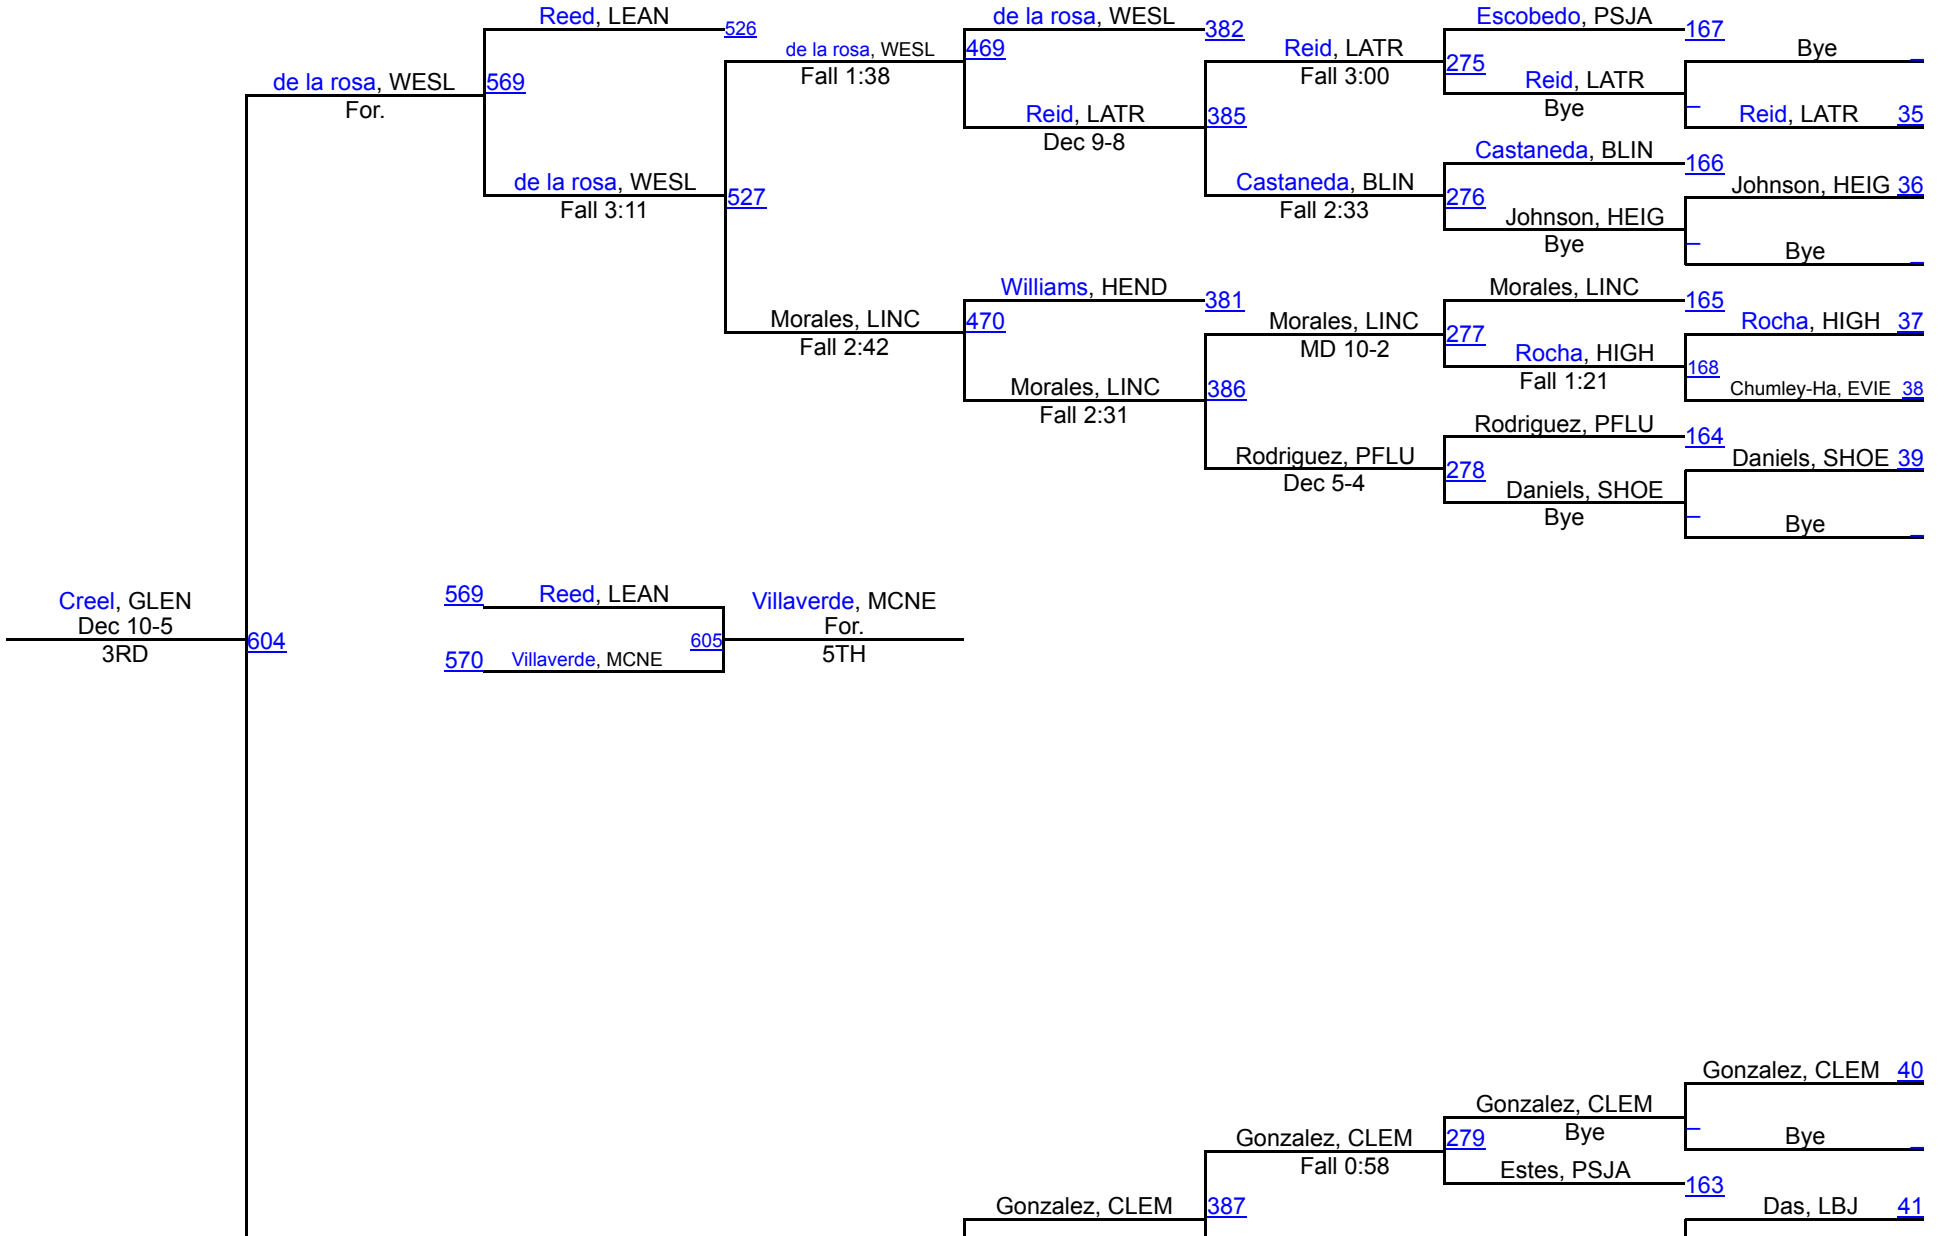 Reed, LEAN 526
de la rosa, WESL 382
Escobedo, PSJA 167
de la rosa, WESL
Fall 1:38
469
Reid, LATR
Fall 3:00
275
Bye _
de la rosa, WESL
For.
569
Reid, LATR
Bye
_
Reid, LATR 35
Reid, LATR
Dec 9-8
385
Castaneda, BLIN 166
de la rosa, WESL
Fall 3:11
527
Castaneda, BLIN
Fall 2:33
276
Johnson, HEIG 36
Johnson, HEIG
Bye
_
Bye _
Williams, HEND 381
Morales, LINC 165
Morales, LINC
Fall 2:42
470
Morales, LINC
MD 10-2
277
Rocha, HIGH 37
Rocha, HIGH
Fall 1:21
168
Chumley-Ha, EVIE 38
Morales, LINC
Fall 2:31
386
Rodriguez, PFLU 164
Rodriguez, PFLU
Dec 5-4
278
Daniels, SHOE 39
Daniels, SHOE
Bye
_
Bye _
Creel, GLEN
Dec 10-5
3RD
604
569 Reed, LEAN
570 Villaverde, MCNE
605
Villaverde, MCNE
For.
5TH
Gonzalez, CLEM 40
Gonzalez, CLEM
Bye
_
Bye _
Gonzalez, CLEM
Fall 0:58
279
Estes, PSJA 163
Gonzalez, CLEM
387
Das, LBJ 41